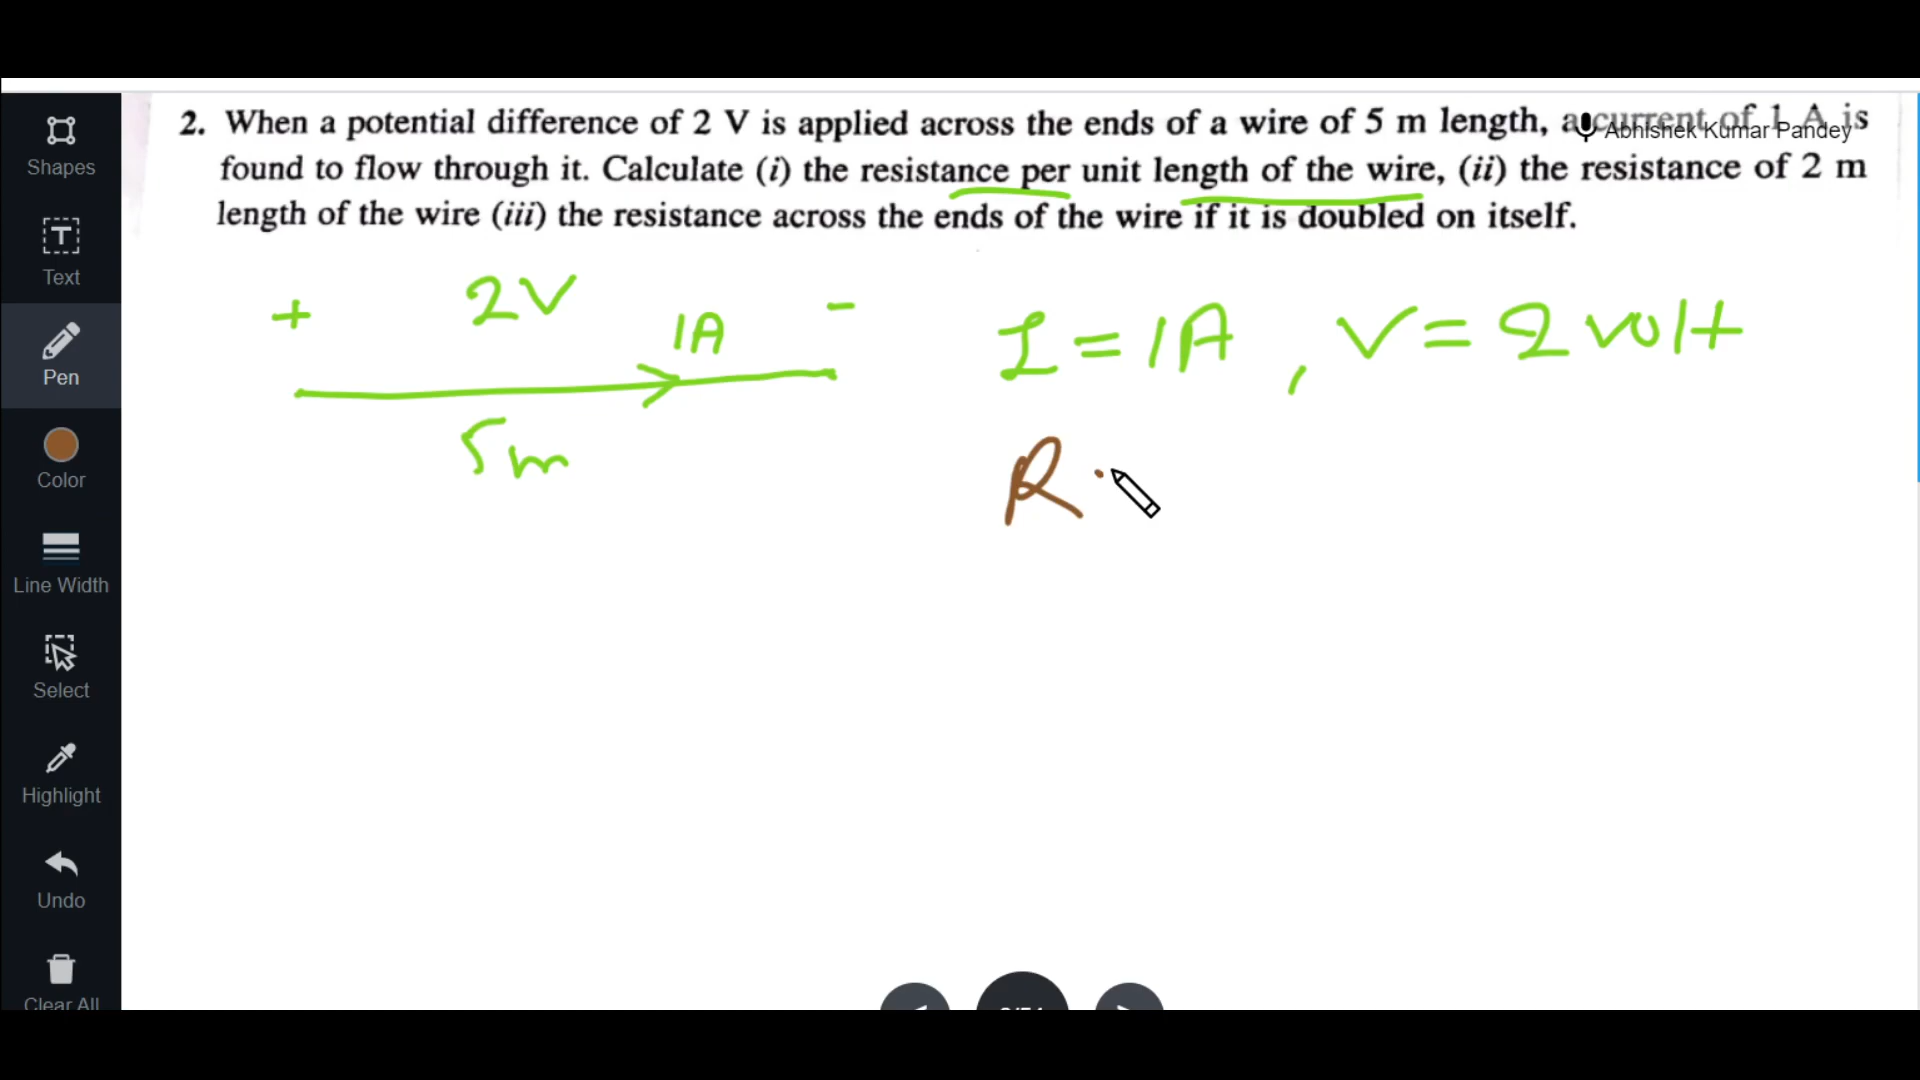 2. When a potential difference of 2 V is applied across the ends of a wire of 5 m length, a current of 1 A is
Abhishek Kumar Pandey
found to flow through it. Calculate (i) the resistance per unit length of the wire, (ii) the resistance of 2 m
length of the wire (iii) the resistance across the ends of the wire if it is doubled on itself.
+ 2V 1A -
5m
I = 1A , V = 2 volt
R
Shapes
Text
Pen
Color
Line Width
Select
Highlight
Undo
Clear All